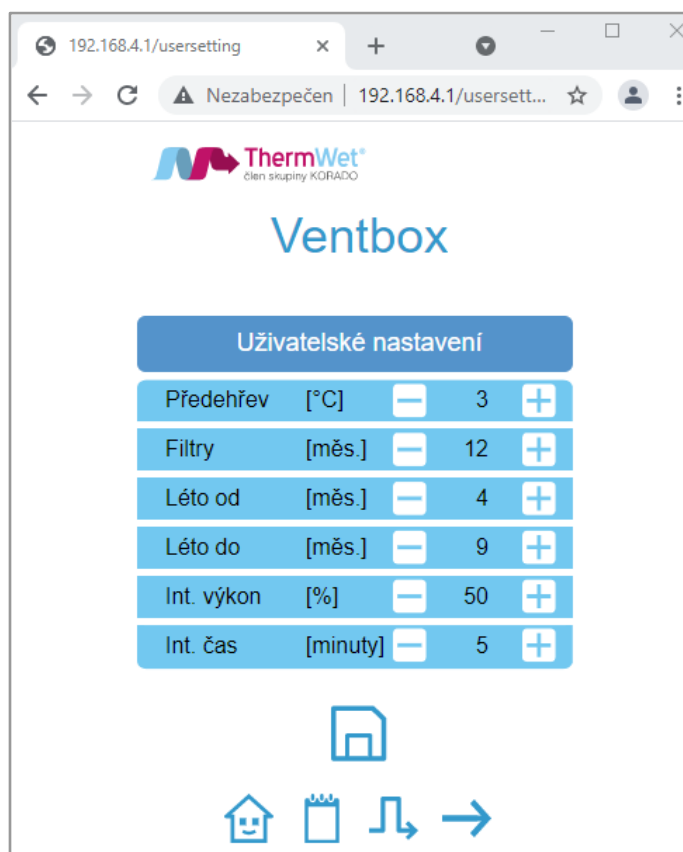 192.168.4.1/usersetting
Nezabezpečen | 192.168.4.1/usersett...
ThermWet®
člen skupiny KORADO
Ventbox
Uživatelské nastavení
Předehřev [°C] − 3 +
Filtry [měs.] − 12 +
Léto od [měs.] − 4 +
Léto do [měs.] − 9 +
Int. výkon [%] − 50 +
Int. čas [minuty] − 5 +